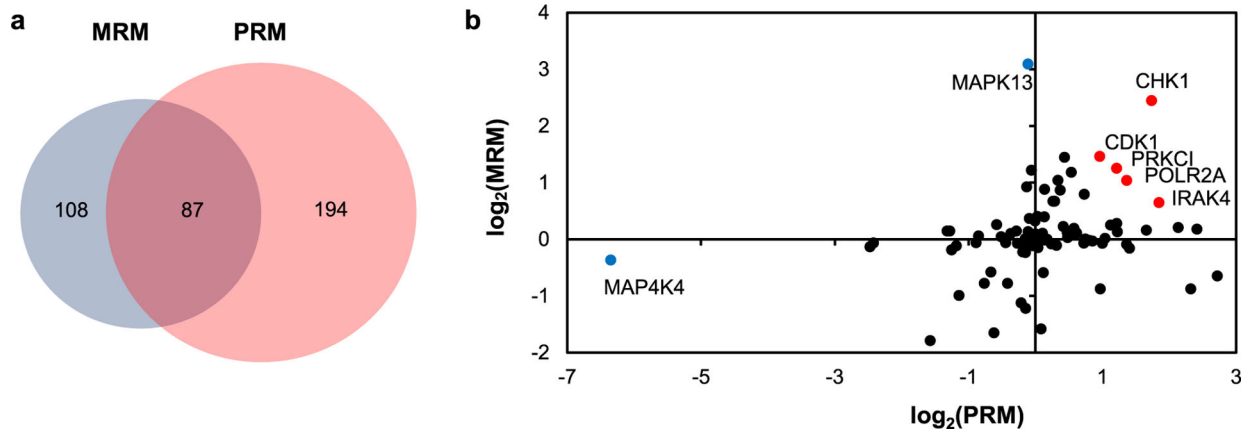 a
MRM PRM
108 87 194
b
4
3
2
1
0
-1
-2
log2(MRM)
MAPK13
CHK1
CDK1
PRKCI
POLR2A
IRAK4
MAP4K4
-7 -5 -3 -1 1 3
log2(PRM)